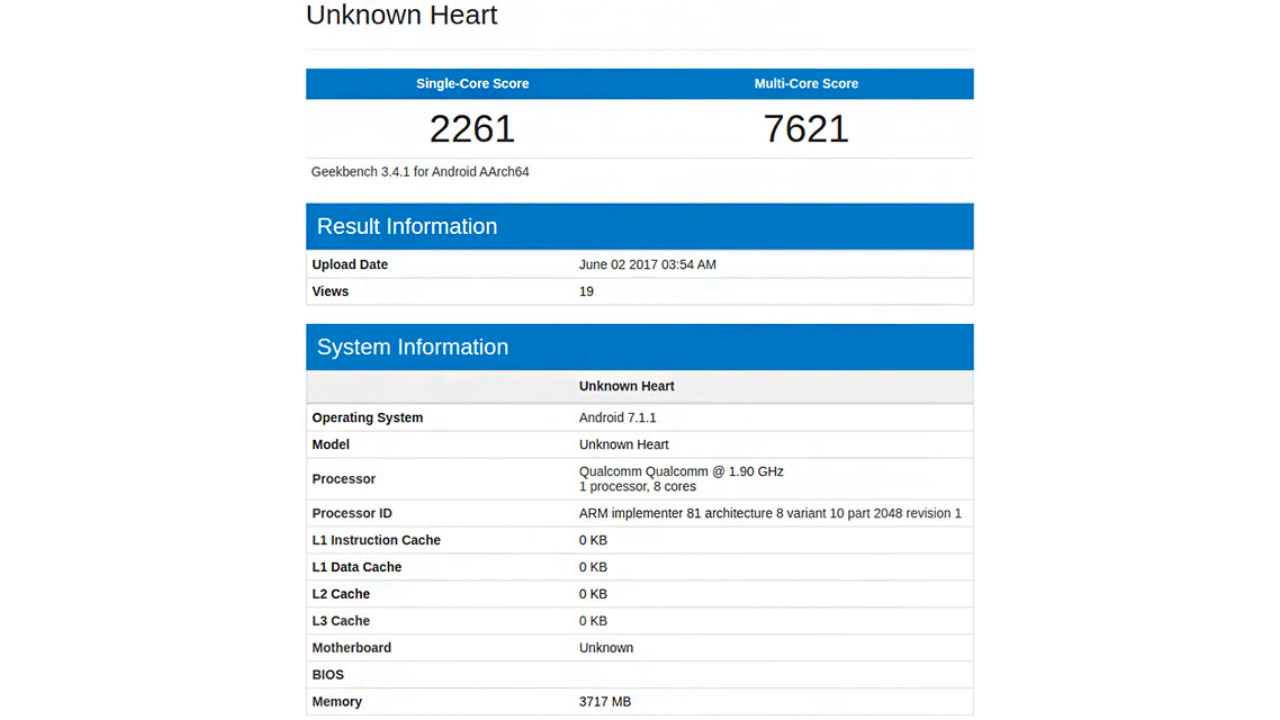 Unknown Heart
Single-Core Score Multi-Core Score
2261 7621
Geekbench 3.4.1 for Android AArch64
Result Information
Upload Date June 02 2017 03:54 AM
Views 19
System Information
Unknown Heart
Operating System Android 7.1.1
Model Unknown Heart
Processor Qualcomm Qualcomm @ 1.90 GHz
1 processor, 8 cores
Processor ID ARM implementer 81 architecture 8 variant 10 part 2048 revision 1
L1 Instruction Cache 0 KB
L1 Data Cache 0 KB
L2 Cache 0 KB
L3 Cache 0 KB
Motherboard Unknown
BIOS
Memory 3717 MB